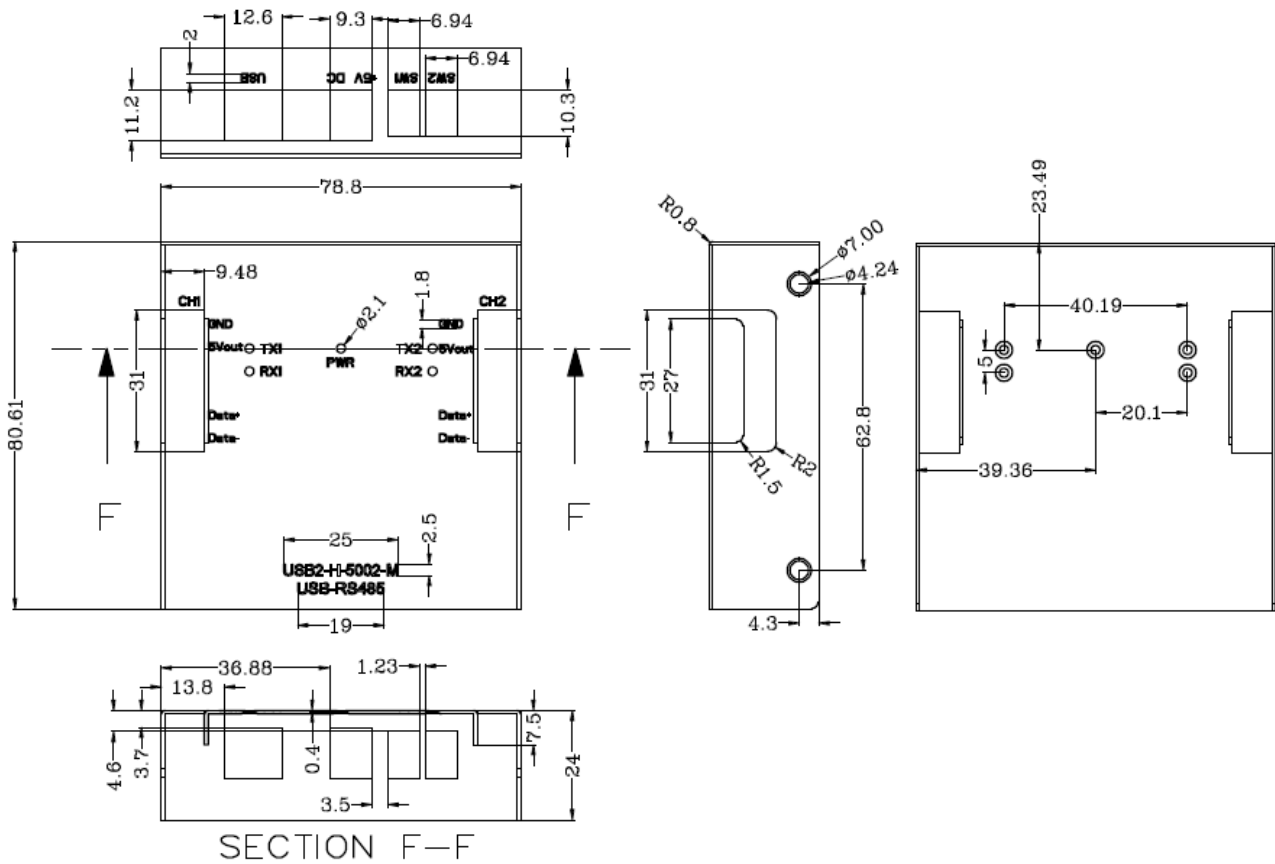 12.6
9.3
6.94
2
6.94
USB
+5V DC
SW1
SW2
11.2
10.3
78.8
23.49
R0.8
ø7.00
ø4.24
9.48
1.8
40.19
CH1
CH2
GND
ø2.1
GND
5Vout
TX1
PWR
TX2
5Vout
RX1
RX2
5
31
31
27
62.8
80.61
20.1
Data+
Data+
Data-
Data-
R2
R1.5
39.36
F
F
2.5
25
USB2-H-5002-M
USB-RS485
19
4.3
36.88
1.23
13.8
7.5
4.6
3.7
0.4
24
3.5
SECTION F-F